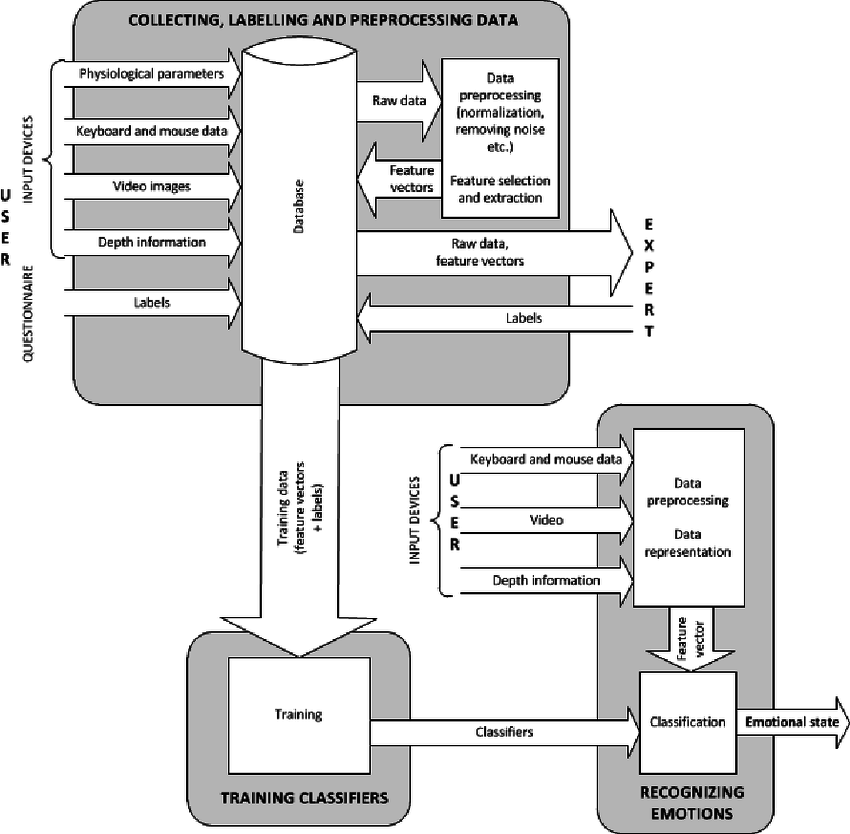 COLLECTING, LABELLING AND PREPROCESSING DATA
USER
INPUT DEVICES
QUESTIONNAIRE
Physiological parameters
Keyboard and mouse data
Video images
Depth information
Labels
Database
Raw data
Feature
vectors
Data
preprocessing
(normalization,
removing noise
etc.)
Feature selection
and extraction
Raw data,
feature vectors
Labels
EXPERT
Training data
(feature vectors
+ labels)
INPUT DEVICES
USER
Keyboard and mouse data
Video
Depth information
Data
preprocessing
Data
representation
Feature
vector
Training
TRAINING CLASSIFIERS
Classifiers
Classification
Emotional state
RECOGNIZING
EMOTIONS